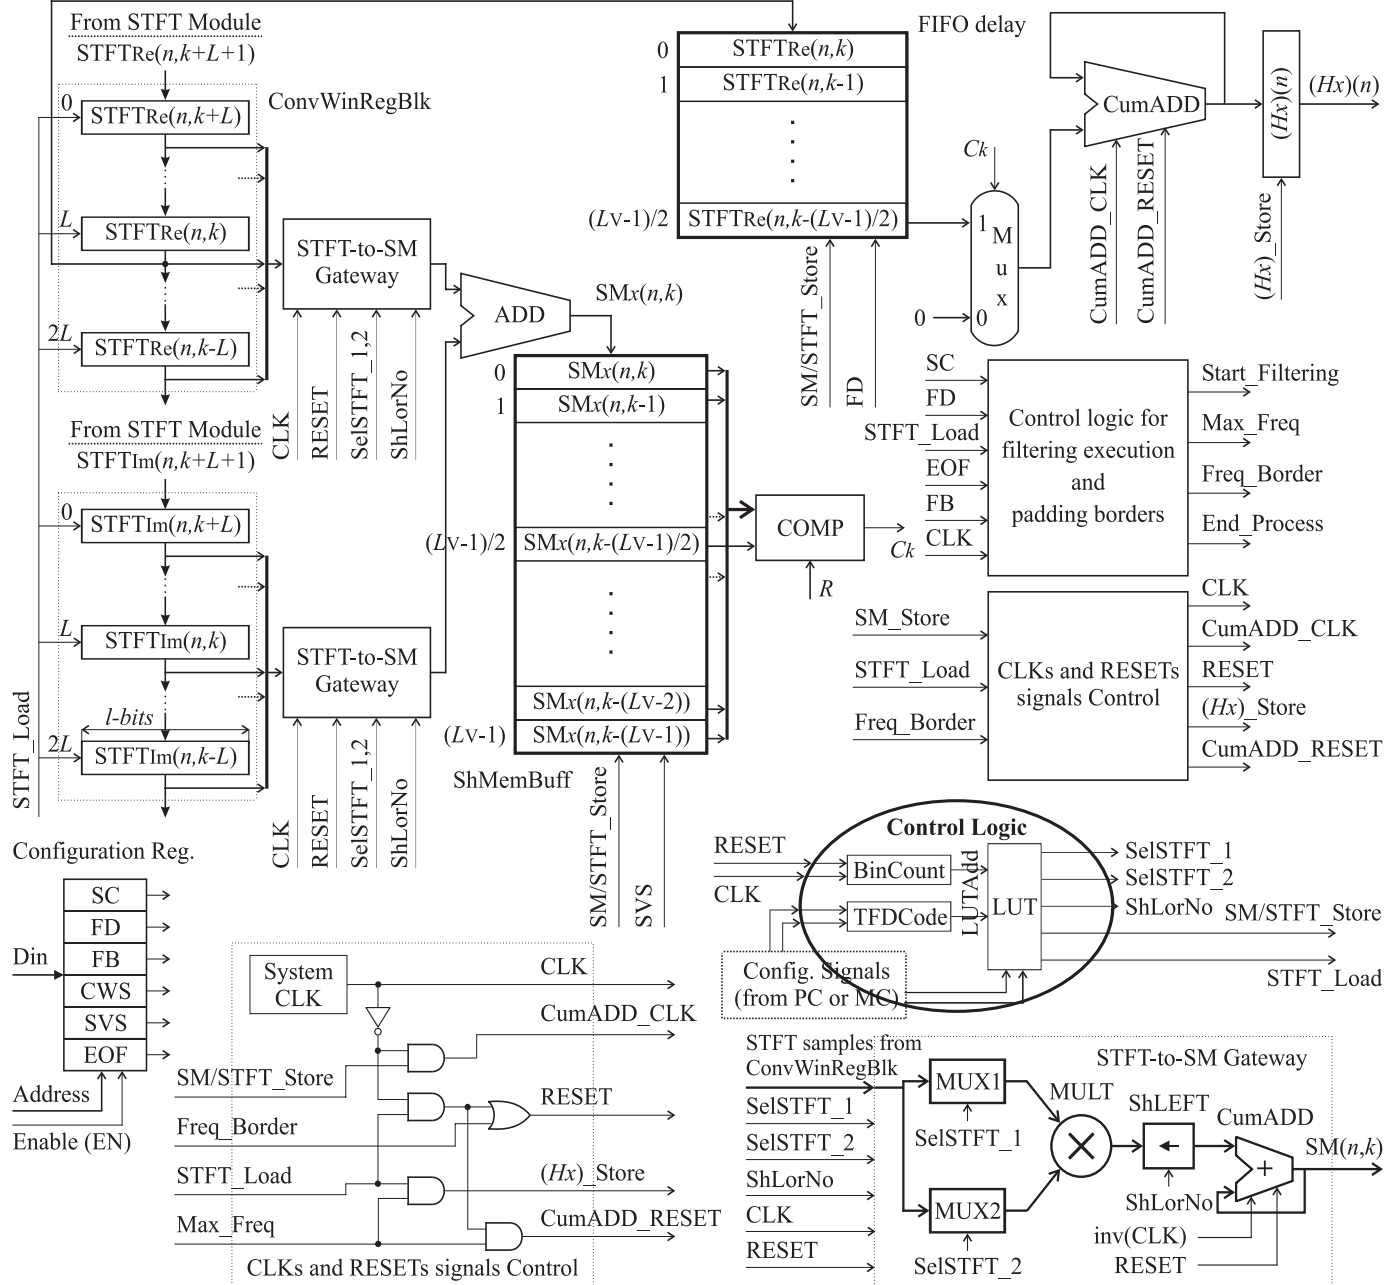 From STFT Module
STFTRe(n,k+L+1)
ConvWinRegBlk
0
STFTRe(n,k+L)
L
STFTRe(n,k)
2L
STFTRe(n,k-L)
STFT-to-SM
Gateway
CLK
RESET
SelSTFT_1,2
ShLorNo
From STFT Module
STFTIm(n,k+L+1)
0
STFTIm(n,k+L)
L
STFTIm(n,k)
l-bits
2L
STFTIm(n,k-L)
STFT_Load
STFT-to-SM
Gateway
CLK
RESET
SelSTFT_1,2
ShLorNo
ADD
SMx(n,k)
0
SMx(n,k)
1
SMx(n,k-1)
(LV-1)/2
SMx(n,k-(LV-1)/2)
SMx(n,k-(LV-2))
(LV-1)
SMx(n,k-(LV-1))
ShMemBuff
SM/STFT_Store
SVS
COMP
R
Ck
FIFO delay
0
STFTRe(n,k)
1
STFTRe(n,k-1)
(LV-1)/2
STFTRe(n,k-(LV-1)/2)
SM/STFT_Store
FD
Ck
1
M
u
x
0
0
CumADD
CumADD_CLK
CumADD_RESET
(Hx)(n)
(Hx)_Store
(Hx)(n)
SC
FD
STFT_Load
EOF
FB
CLK
Control logic for
filtering execution
and
padding borders
Start_Filtering
Max_Freq
Freq_Border
End_Process
SM_Store
STFT_Load
Freq_Border
CLKs and RESETs
signals Control
CLK
CumADD_CLK
RESET
(Hx)_Store
CumADD_RESET
Control Logic
RESET
CLK
BinCount
TFDCode
LUTAdd
LUT
SelSTFT_1
SelSTFT_2
ShLorNo
SM/STFT_Store
STFT_Load
Config. Signals
(from PC or MC)
Configuration Reg.
SC
FD
FB
CWS
SVS
EOF
Din
Address
Enable (EN)
System
CLK
CLK
CumADD_CLK
SM/STFT_Store
RESET
Freq_Border
STFT_Load
(Hx)_Store
Max_Freq
CumADD_RESET
CLKs and RESETs signals Control
STFT samples from
ConvWinRegBlk
SelSTFT_1
SelSTFT_2
ShLorNo
CLK
RESET
STFT-to-SM Gateway
MUX1
SelSTFT_1
MUX2
SelSTFT_2
MULT
ShLEFT
ShLorNo
CumADD
+
SM(n,k)
inv(CLK)
RESET